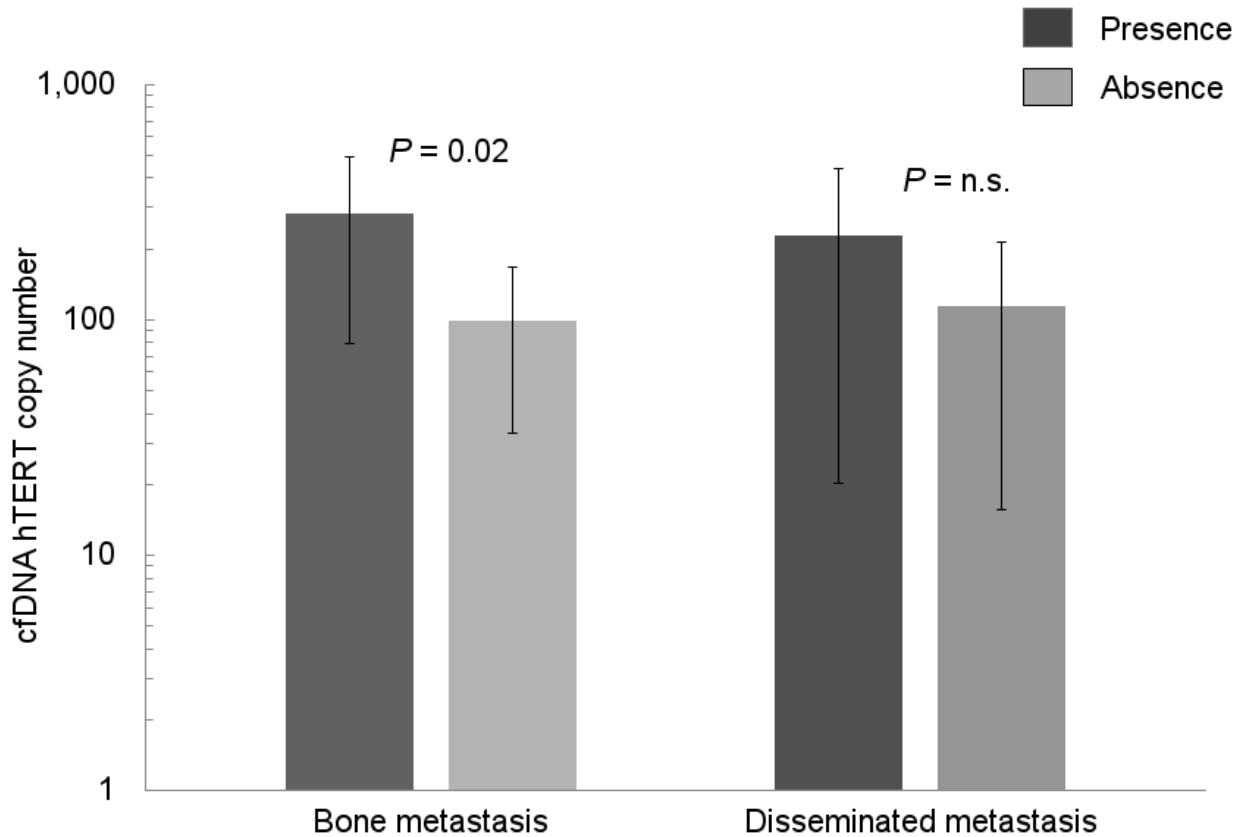 Presence
Absence
1,000
P = 0.02
P = n.s.
100
10
1
cfDNA hTERT copy number
Bone metastasis
Disseminated metastasis